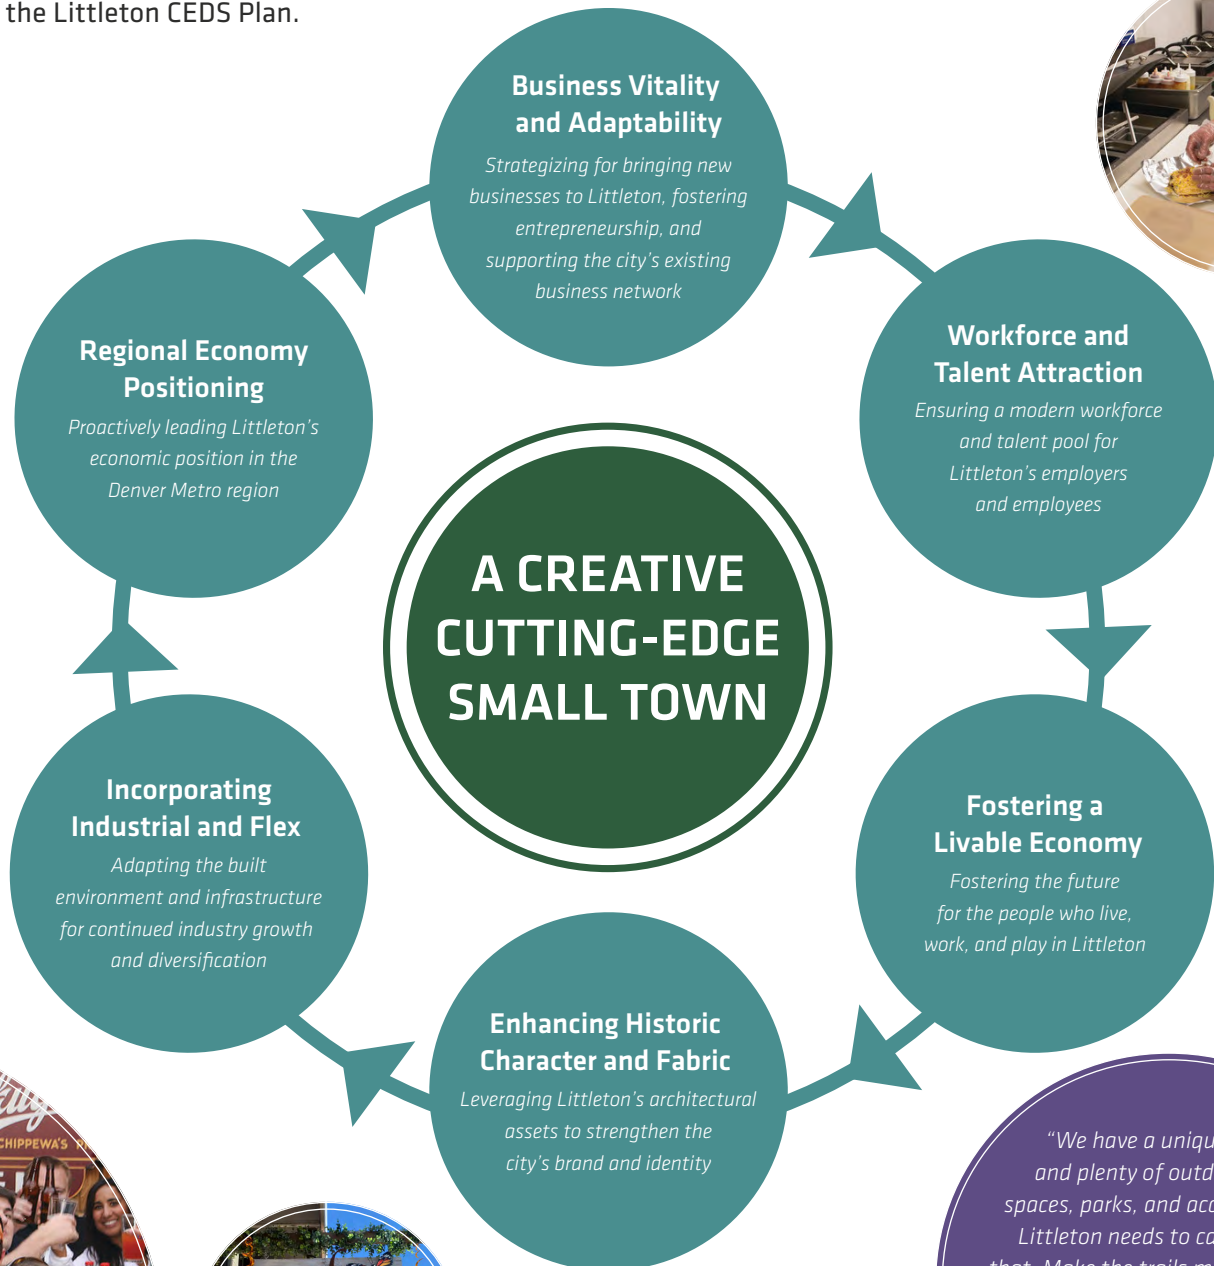 the Littleton CEDS Plan.
Business Vitality
and Adaptability
Strategizing for bringing new
businesses to Littleton, fostering
entrepreneurship, and
supporting the city's existing
business network
Workforce and
Talent Attraction
Ensuring a modern workforce
and talent pool for
Littleton's employers
and employees
Regional Economy
Positioning
Proactively leading Littleton's
economic position in the
Denver Metro region
A CREATIVE
CUTTING-EDGE
SMALL TOWN
Incorporating
Industrial and Flex
Adapting the built
environment and infrastructure
for continued industry growth
and diversification
Fostering a
Livable Economy
Fostering the future
for the people who live,
work, and play in Littleton
Enhancing Historic
Character and Fabric
Leveraging Littleton's architectural
assets to strengthen the
city's brand and identity
CHIPPEWA'S
“We have a uniqu
and plenty of outd
spaces, parks, and acc
Littleton needs to ca
that. Make the trails m